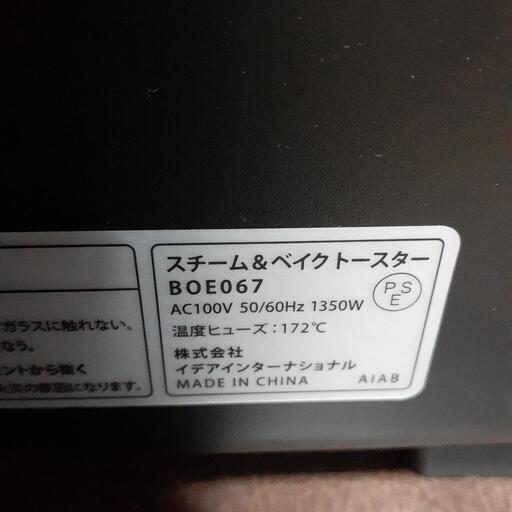 スチーム&ベイクトースター
BOE067
AC100V 50/60Hz 1350W
温度ヒューズ:172℃
株式会社
イデアインターナショナル
MADE IN CHINA AIAB
PSE
ガラスに触れない。
なう。
ントから抜く
になります。